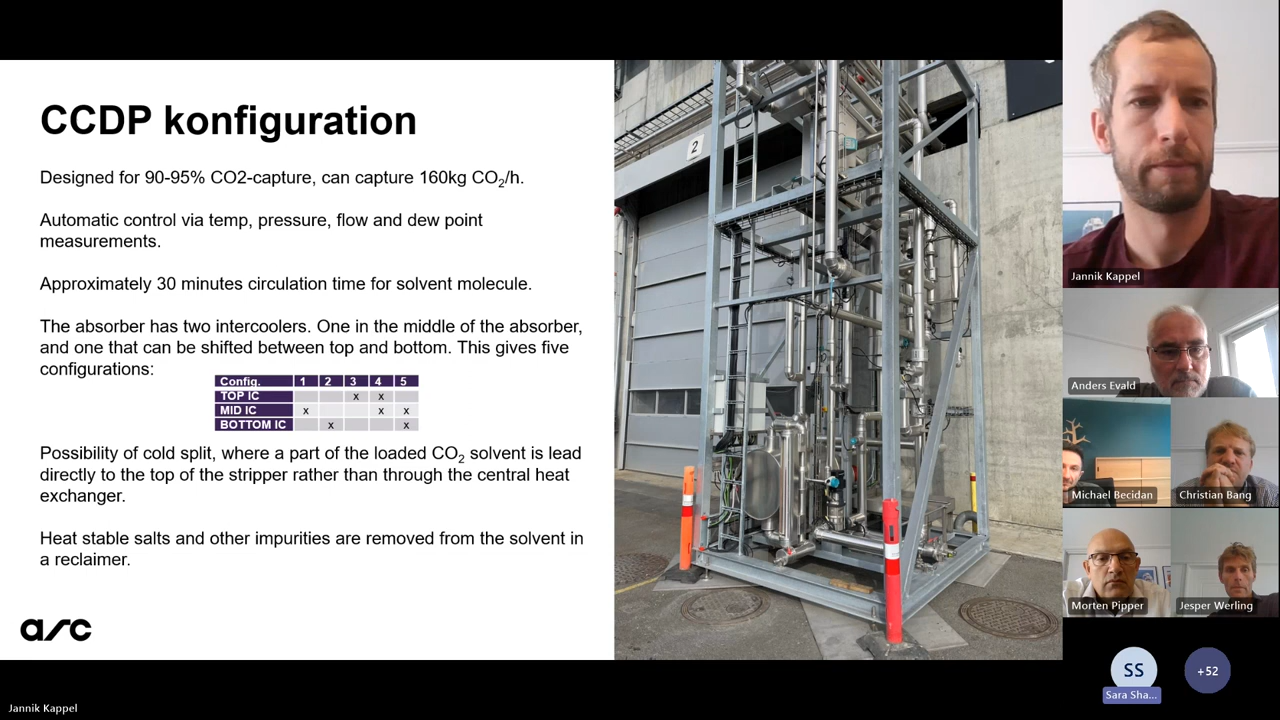 CCDP konfiguration
Designed for 90-95% CO2-capture, can capture 160kg CO₂/h.
Automatic control via temp, pressure, flow and dew point
measurements.
Approximately 30 minutes circulation time for solvent molecule.
The absorber has two intercoolers. One in the middle of the absorber,
and one that can be shifted between top and bottom. This gives five
configurations:
Config. 1 2 3 4 5
TOP IC x x
MID IC x x x
BOTTOM IC x x
Possibility of cold split, where a part of the loaded CO₂ solvent is lead
directly to the top of the stripper rather than through the central heat
exchanger.
Heat stable salts and other impurities are removed from the solvent in
a reclaimer.
arc
2
Jannik Kappel
Anders Evald
Michael Becidan
Christian Bang
Morten Pipper
Jesper Werling
SS
Sara Sha...
+52
Jannik Kappel